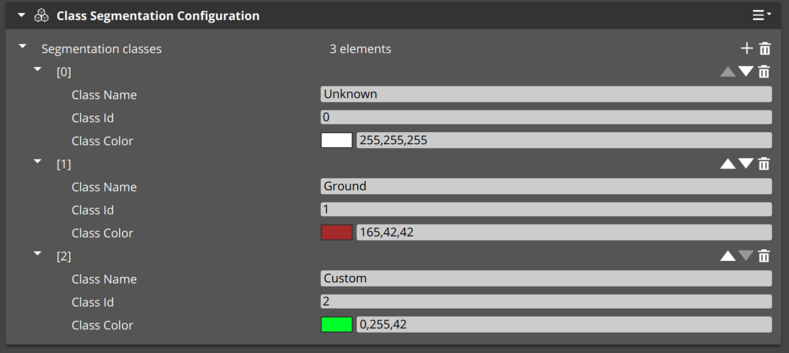 Class Segmentation Configuration
Segmentation classes 3 elements
[0]
Class Name Unknown
Class Id 0
Class Color 255,255,255
[1]
Class Name Ground
Class Id 1
Class Color 165,42,42
[2]
Class Name Custom
Class Id 2
Class Color 0,255,42